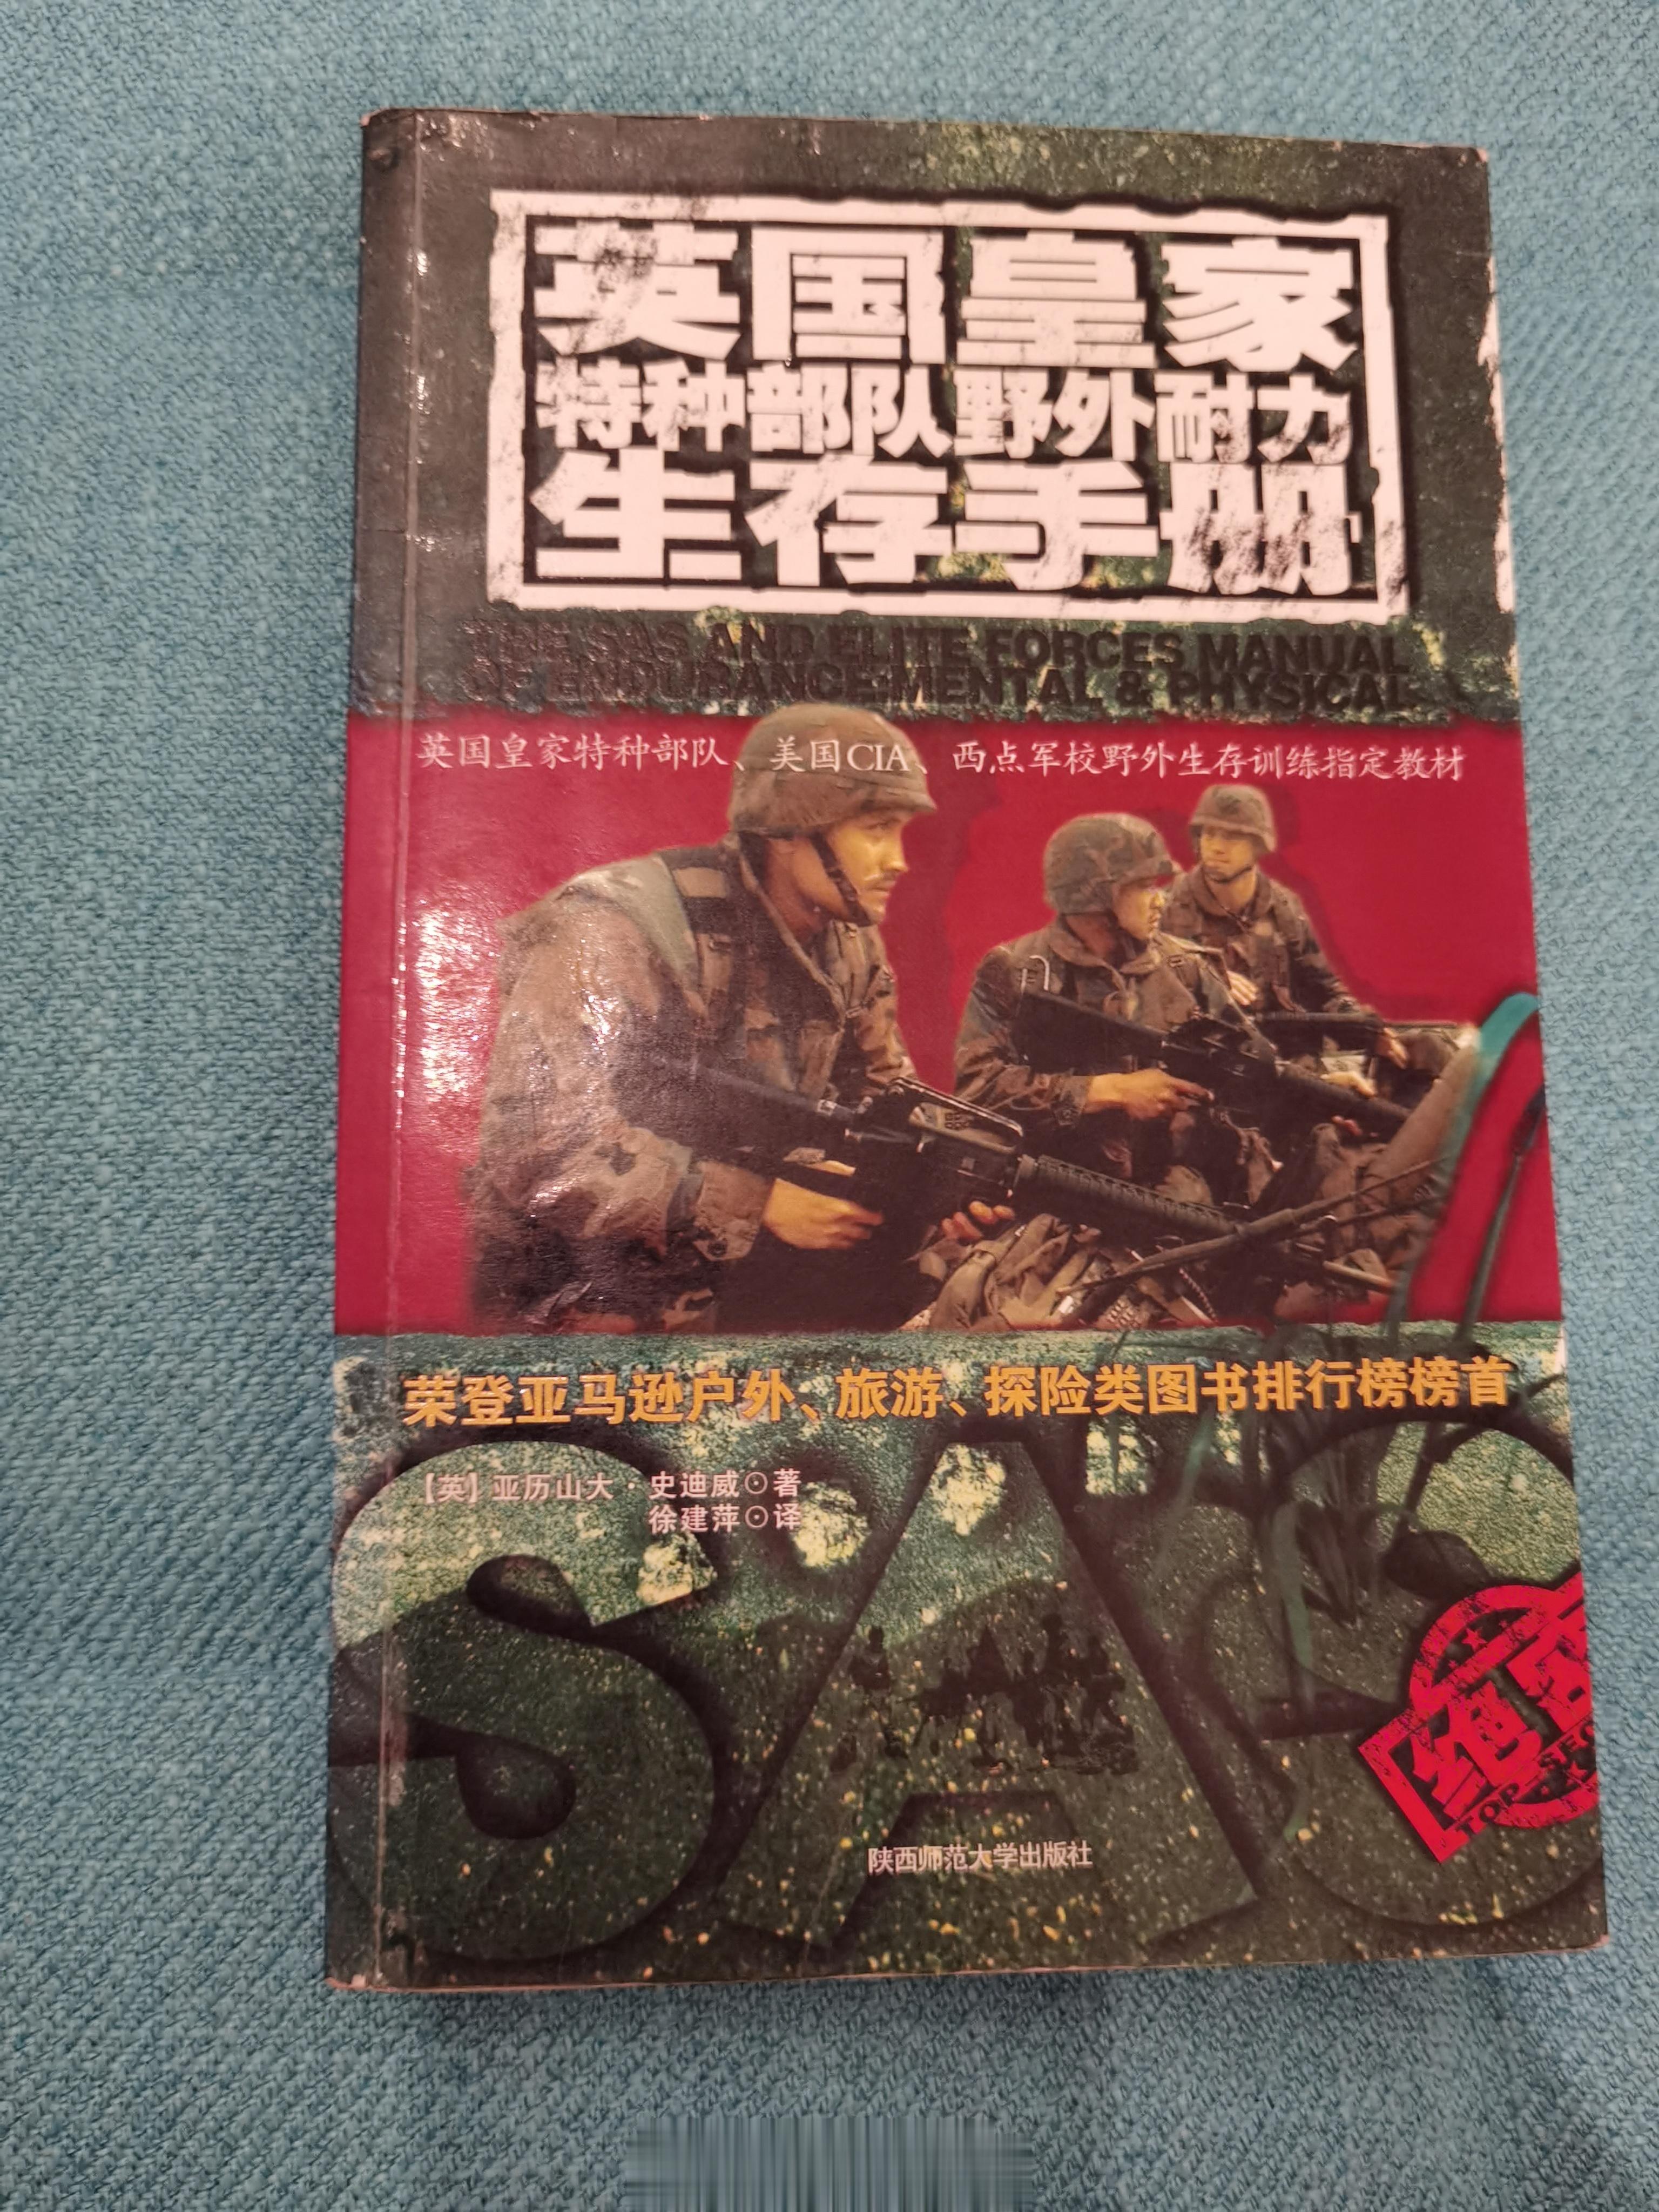 英国皇家
特种部队野外耐力
生存手册
THE SAS AND ELITE FORCES MANUAL
OF ENDURANCE:MENTAL & PHYSICAL
英国皇家特种部队、美国CIA、西点军校野外生存训练指定教材
荣登亚马逊户外、旅游、探险类图书排行榜榜首
【英】亚历山大·史迪威⊙著
徐建萍⊙译
SAS
绝
TOP SEC
陕西师范大学出版社